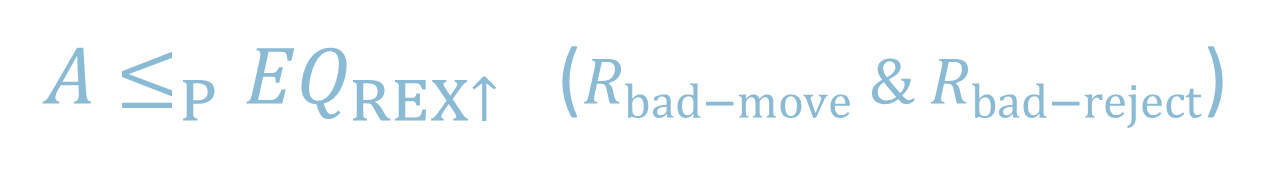 A ≤P EQREX↑ (Rbad−move & Rbad−reject)